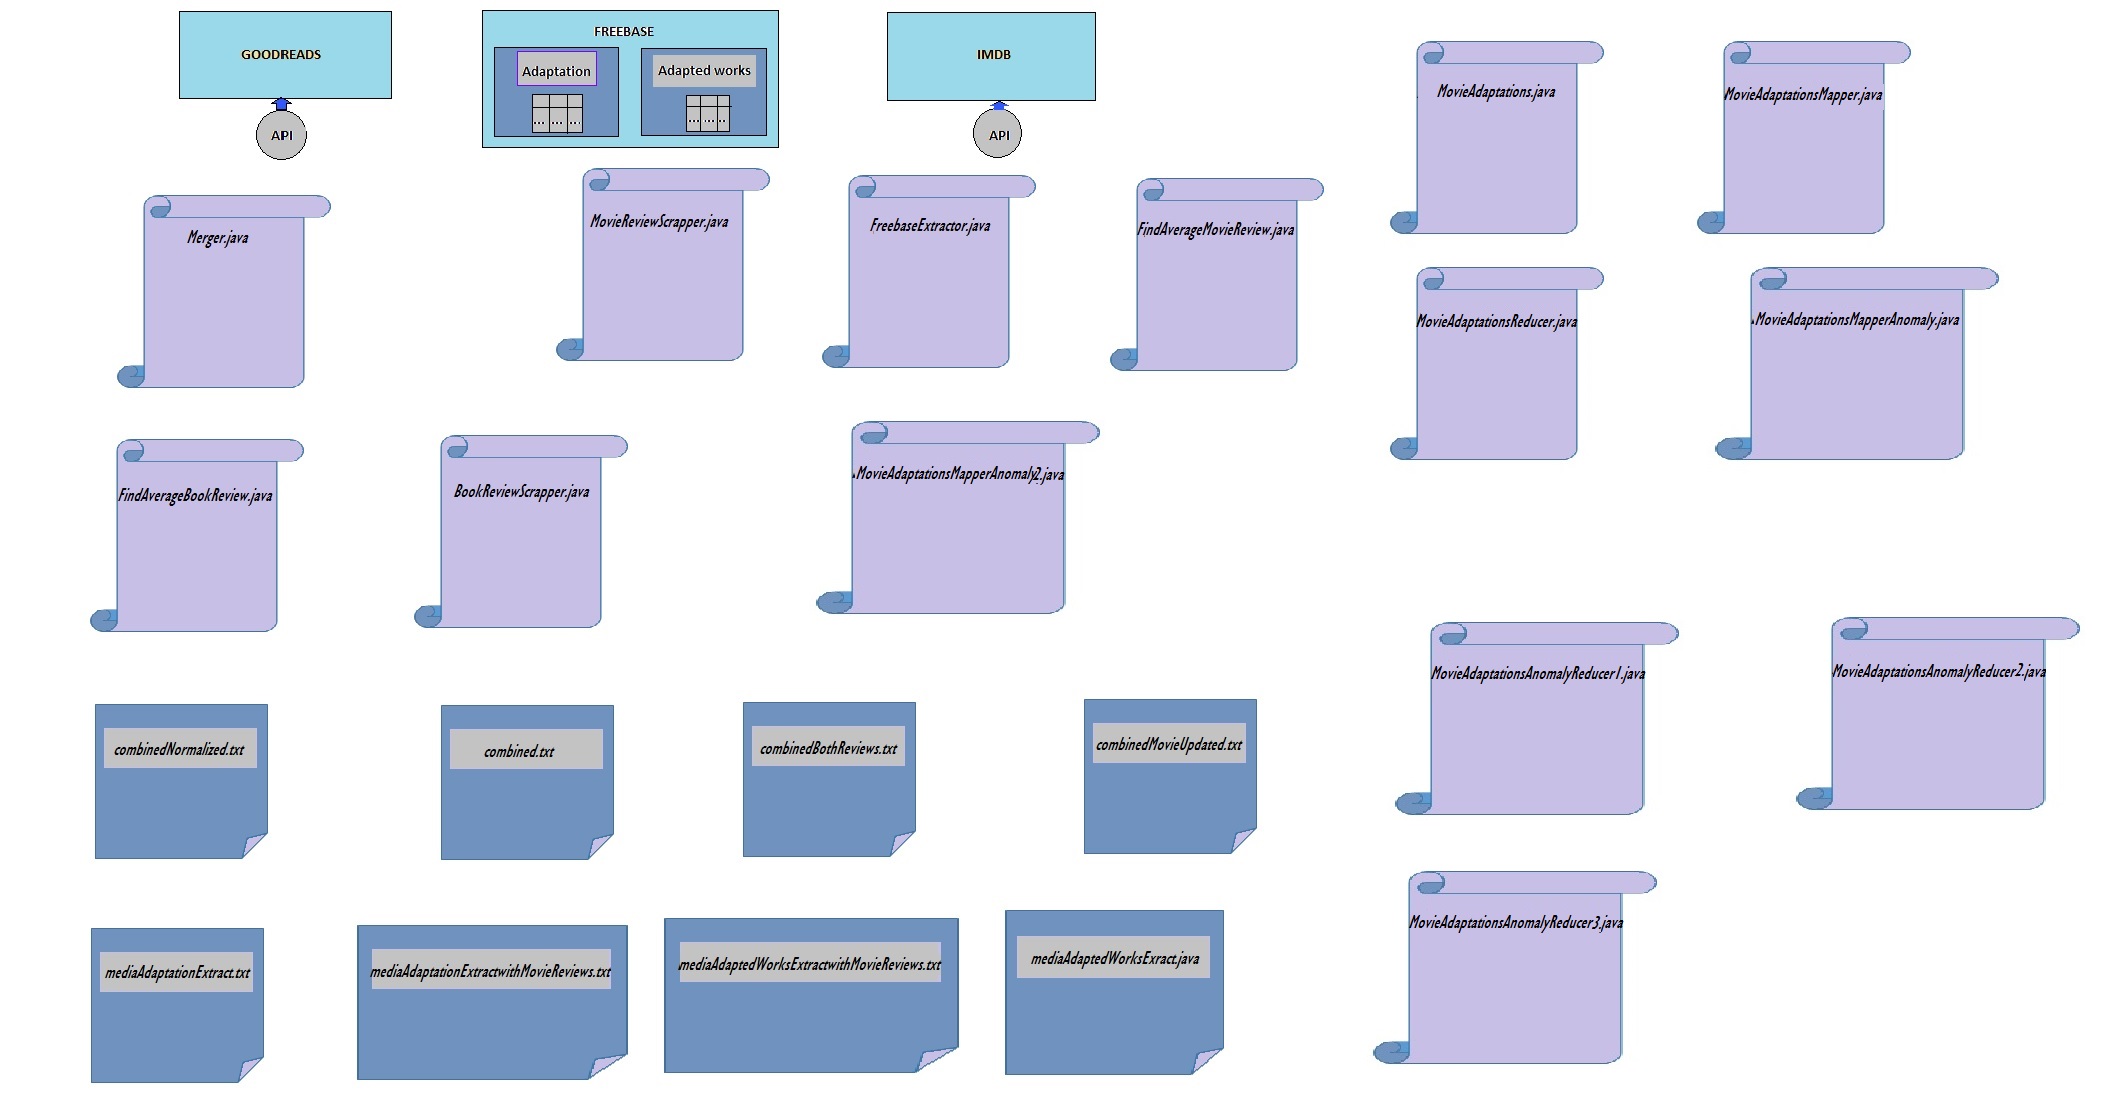 GOODREADS
API
FREEBASE
Adaptation
... ... ...
Adapted works
... ... ...
IMDB
API
MovieAdaptations.java
MovieAdaptationsMapper.java
Merger.java
MovieReviewScrapper.java
FreebaseExtractor.java
FindAverageMovieReview.java
MovieAdaptationsReducer.java
.MovieAdaptationsMapperAnomaly.java
FindAverageBookReview.java
BookReviewScrapper.java
.MovieAdaptationsMapperAnomaly2.java
MovieAdaptationsAnomalyReducer1.java
MovieAdaptationsAnomalyReducer2.java
combinedNormalized.txt
combined.txt
combinedBothReviews.txt
combinedMovieUpdated.txt
MovieAdaptationsAnomalyReducer3.java
mediaAdaptationExtract.txt
mediaAdaptationExtractwithMovieReviews.txt
mediaAdaptedWorksExtractwithMovieReviews.txt
mediaAdaptedWorksExract.java